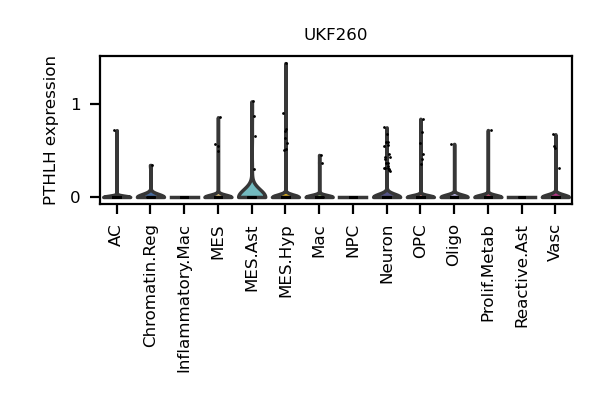 UKF260
PTHLH expression
1
0
AC
Chromatin.Reg
Inflammatory.Mac
MES
MES.Ast
MES.Hyp
Mac
NPC
Neuron
OPC
Oligo
Prolif.Metab
Reactive.Ast
Vasc